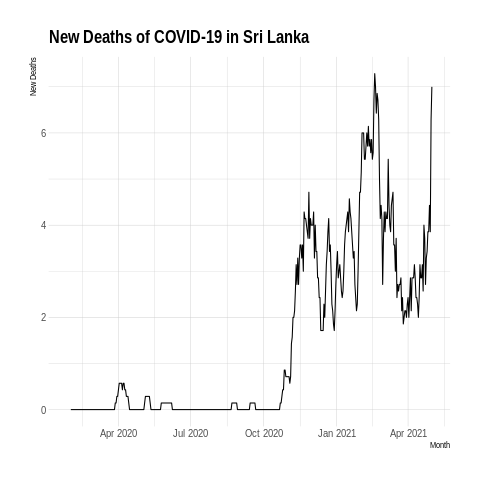 New Deaths of COVID-19 in Sri Lanka
New Deaths
6
4
2
0
Apr 2020 Jul 2020 Oct 2020 Jan 2021 Apr 2021
Month